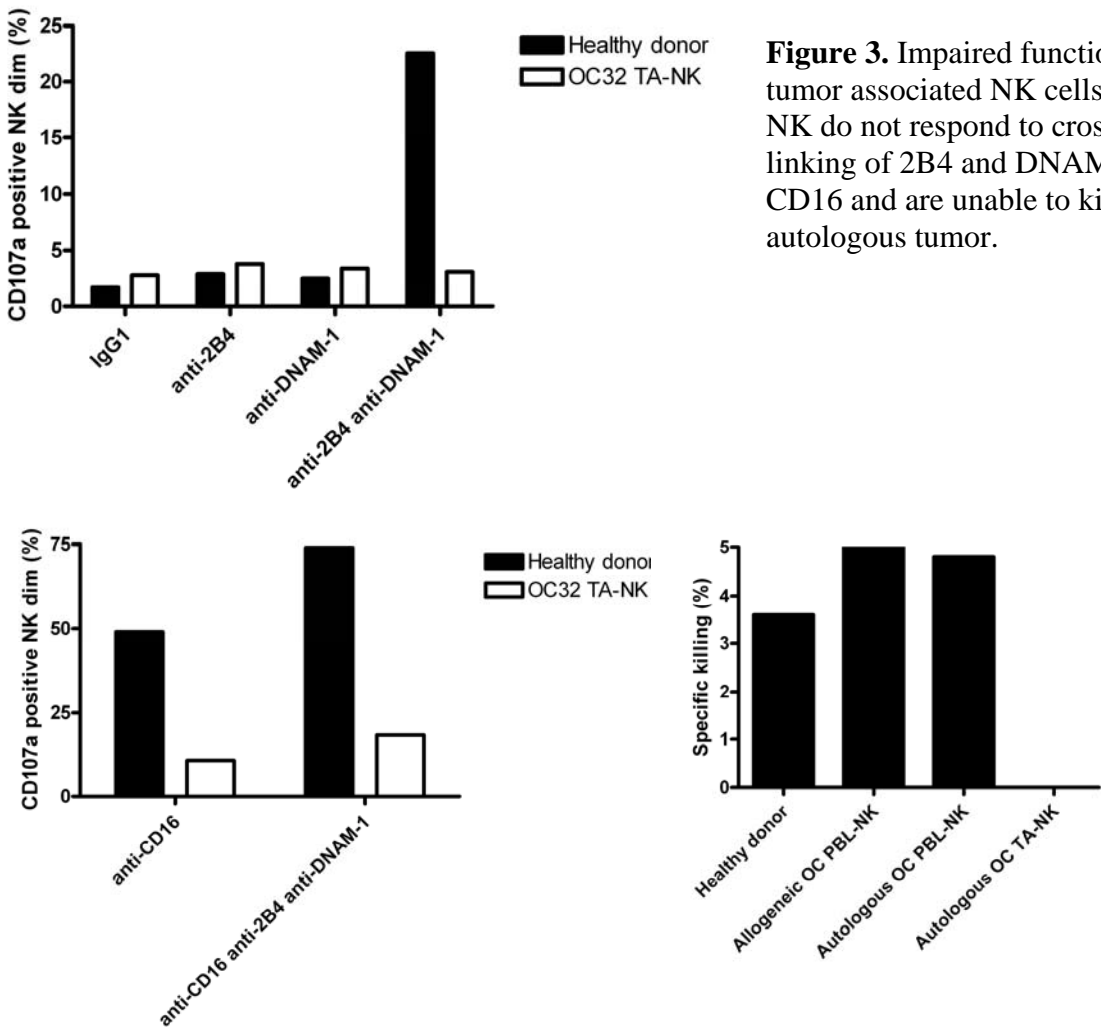 25
20
15
10
5
0
CD107a positive NK dim (%)
IgG1
anti-2B4
anti-DNAM-1
anti-2B4 anti-DNAM-1
Healthy donor
OC32 TA-NK
Figure 3. Impaired functio
tumor associated NK cells
NK do not respond to cros
linking of 2B4 and DNAM
CD16 and are unable to ki
autologous tumor.
75
50
25
0
CD107a positive NK dim (%)
anti-CD16
anti-CD16 anti-2B4 anti-DNAM-1
Healthy donor
OC32 TA-NK
5
4
3
2
1
0
Specific killing (%)
Healthy donor
Allogeneic OC PBL-NK
Autologous OC PBL-NK
Autologous OC TA-NK